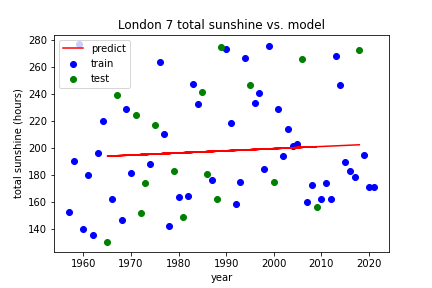 London 7 total sunshine vs. model
predict
train
test
total sunshine (hours)
280
260
240
220
200
180
160
140
1960
1970
1980
1990
2000
2010
2020
year